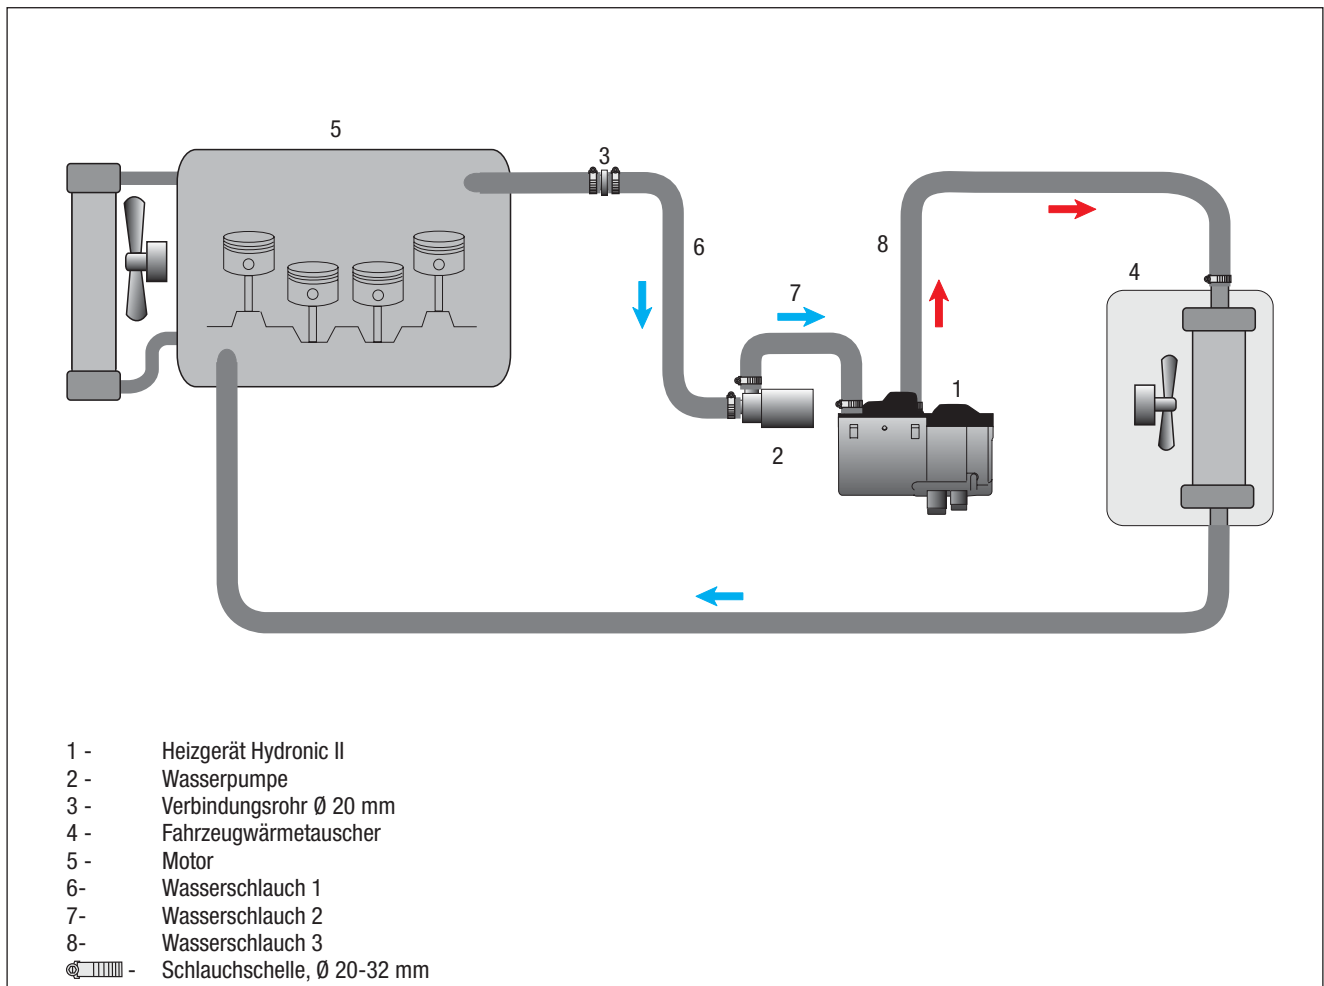 5
3
6
8
7
4
1
2
1 - Heizgerät Hydronic II
2 - Wasserpumpe
3 - Verbindungsrohr Ø 20 mm
4 - Fahrzeugwärmetauscher
5 - Motor
6- Wasserschlauch 1
7- Wasserschlauch 2
8- Wasserschlauch 3
- Schlauchschelle, Ø 20-32 mm